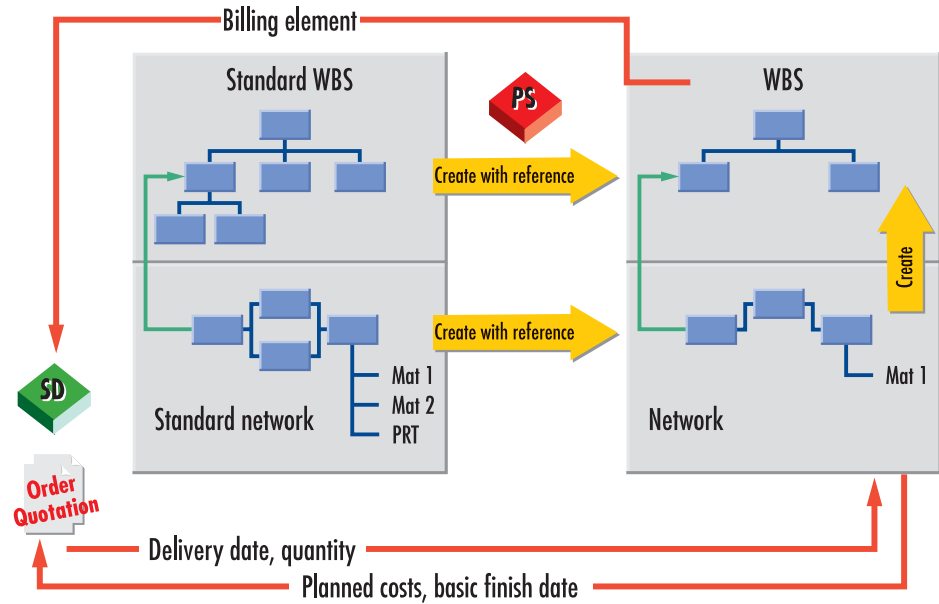 Billing element
Standard WBS
PS
WBS
Create with reference
Create
Create with reference
SD
Mat 1
Mat 2
PRT
Mat 1
Standard network
Network
Order
Quotation
Delivery date, quantity
Planned costs, basic finish date